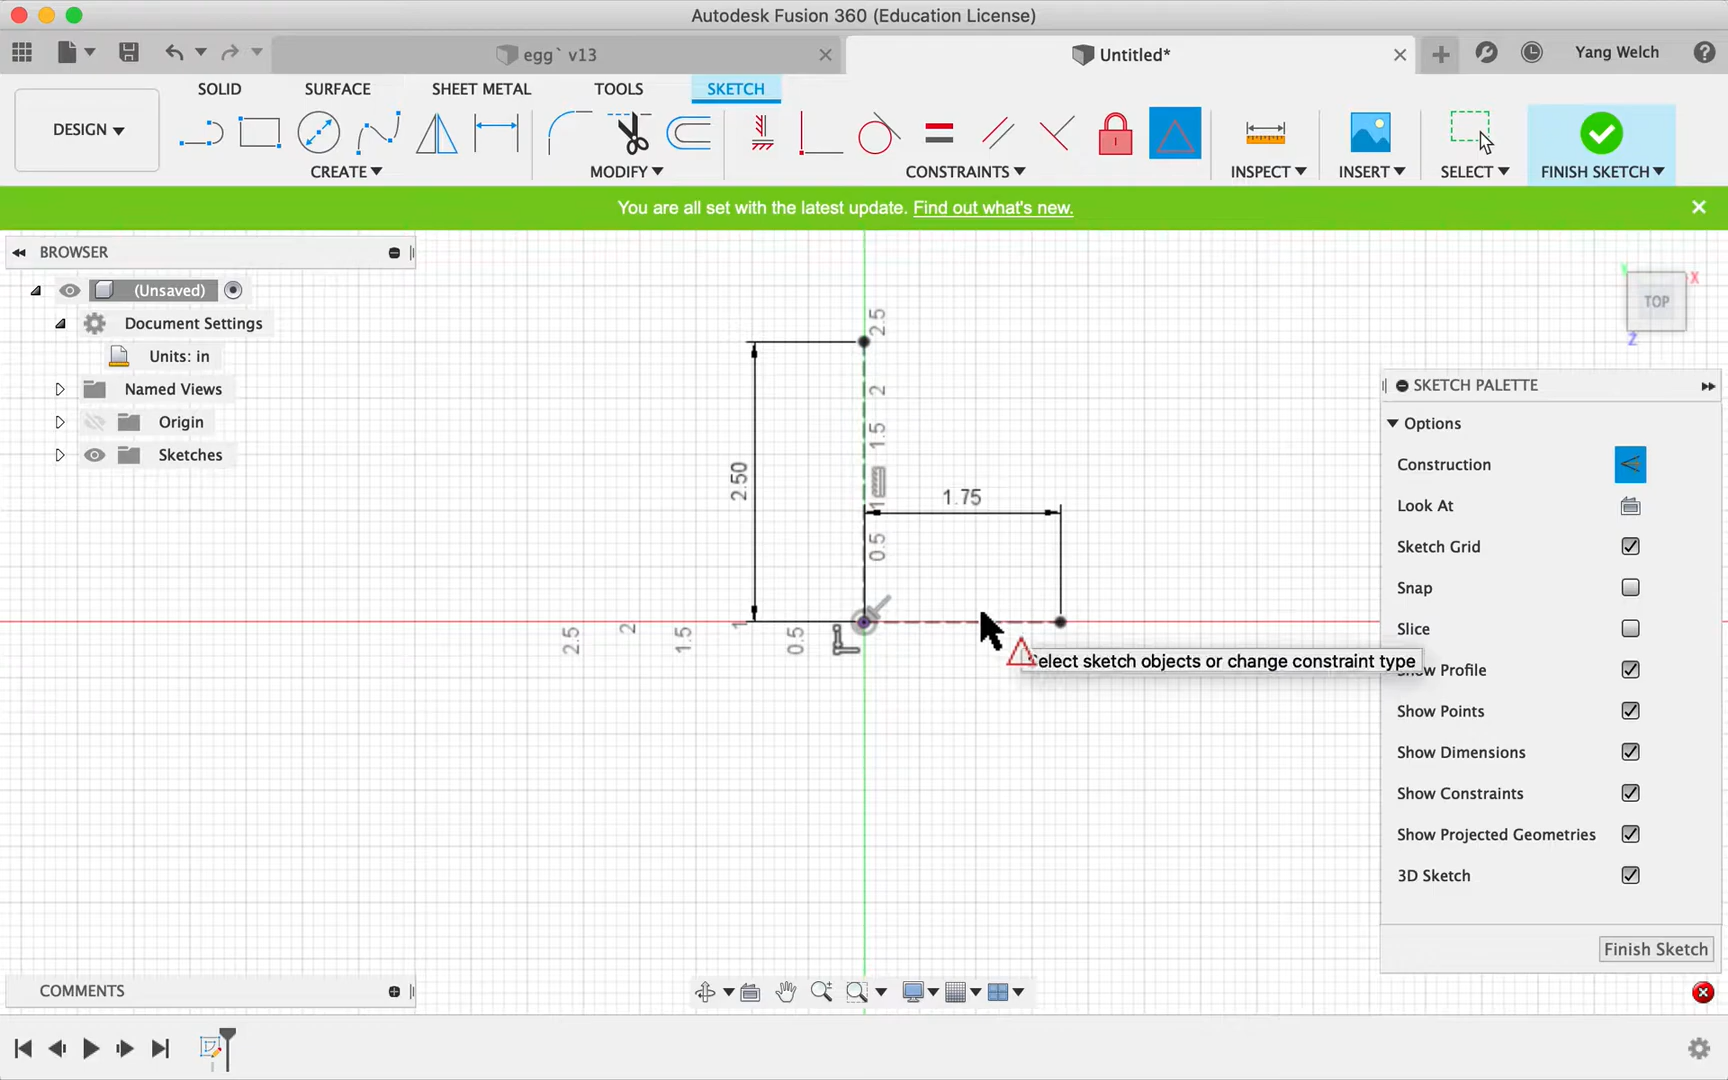 Autodesk Fusion 360 (Education License)
egg` v13
Untitled*
Yang Welch
SOLID
SURFACE
SHEET METAL
TOOLS
SKETCH
DESIGN
CREATE
MODIFY
CONSTRAINTS
INSPECT
INSERT
SELECT
FINISH SKETCH
You are all set with the latest update. Find out what's new.
BROWSER
(Unsaved)
Document Settings
Units: in
Named Views
Origin
Sketches
2.5
2
1.5
1
0.5
2.50
1.75
2.5
2
1.5
1
0.5
elect sketch objects or change constraint type
Y
X
TOP
Z
SKETCH PALETTE
Options
Construction
Look At
Sketch Grid
Snap
Slice
ow Profile
Show Points
Show Dimensions
Show Constraints
Show Projected Geometries
3D Sketch
Finish Sketch
COMMENTS